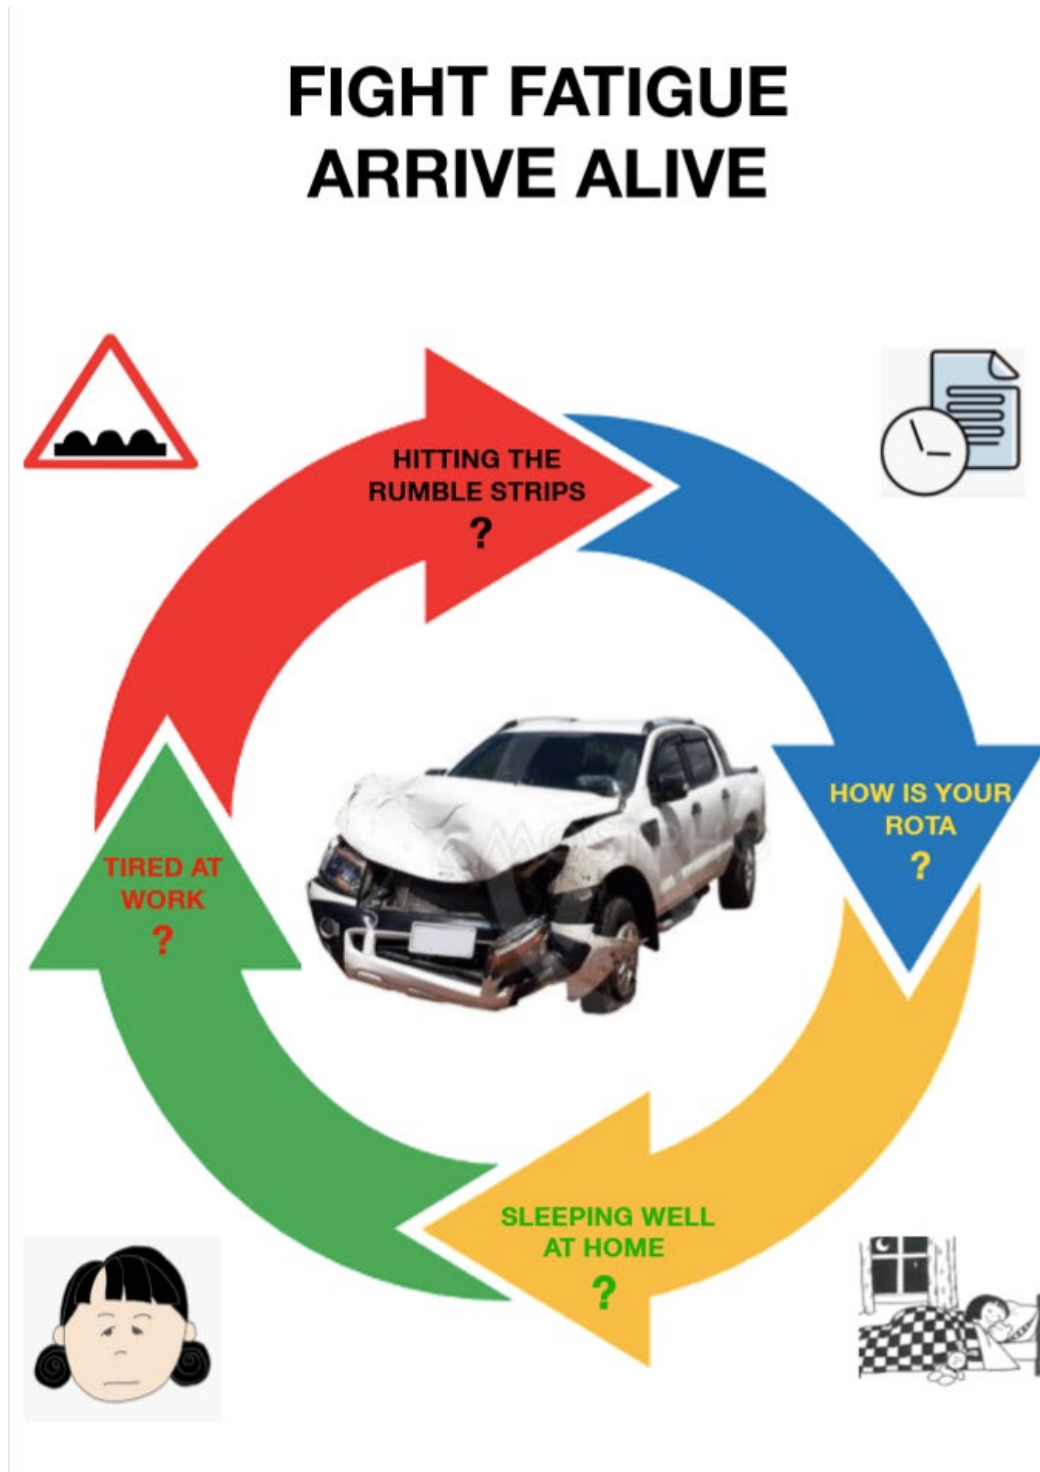 FIGHT FATIGUE
ARRIVE ALIVE
HITTING THE
RUMBLE STRIPS
?
HOW IS YOUR
ROTA
?
TIRED AT
WORK
?
SLEEPING WELL
AT HOME
?